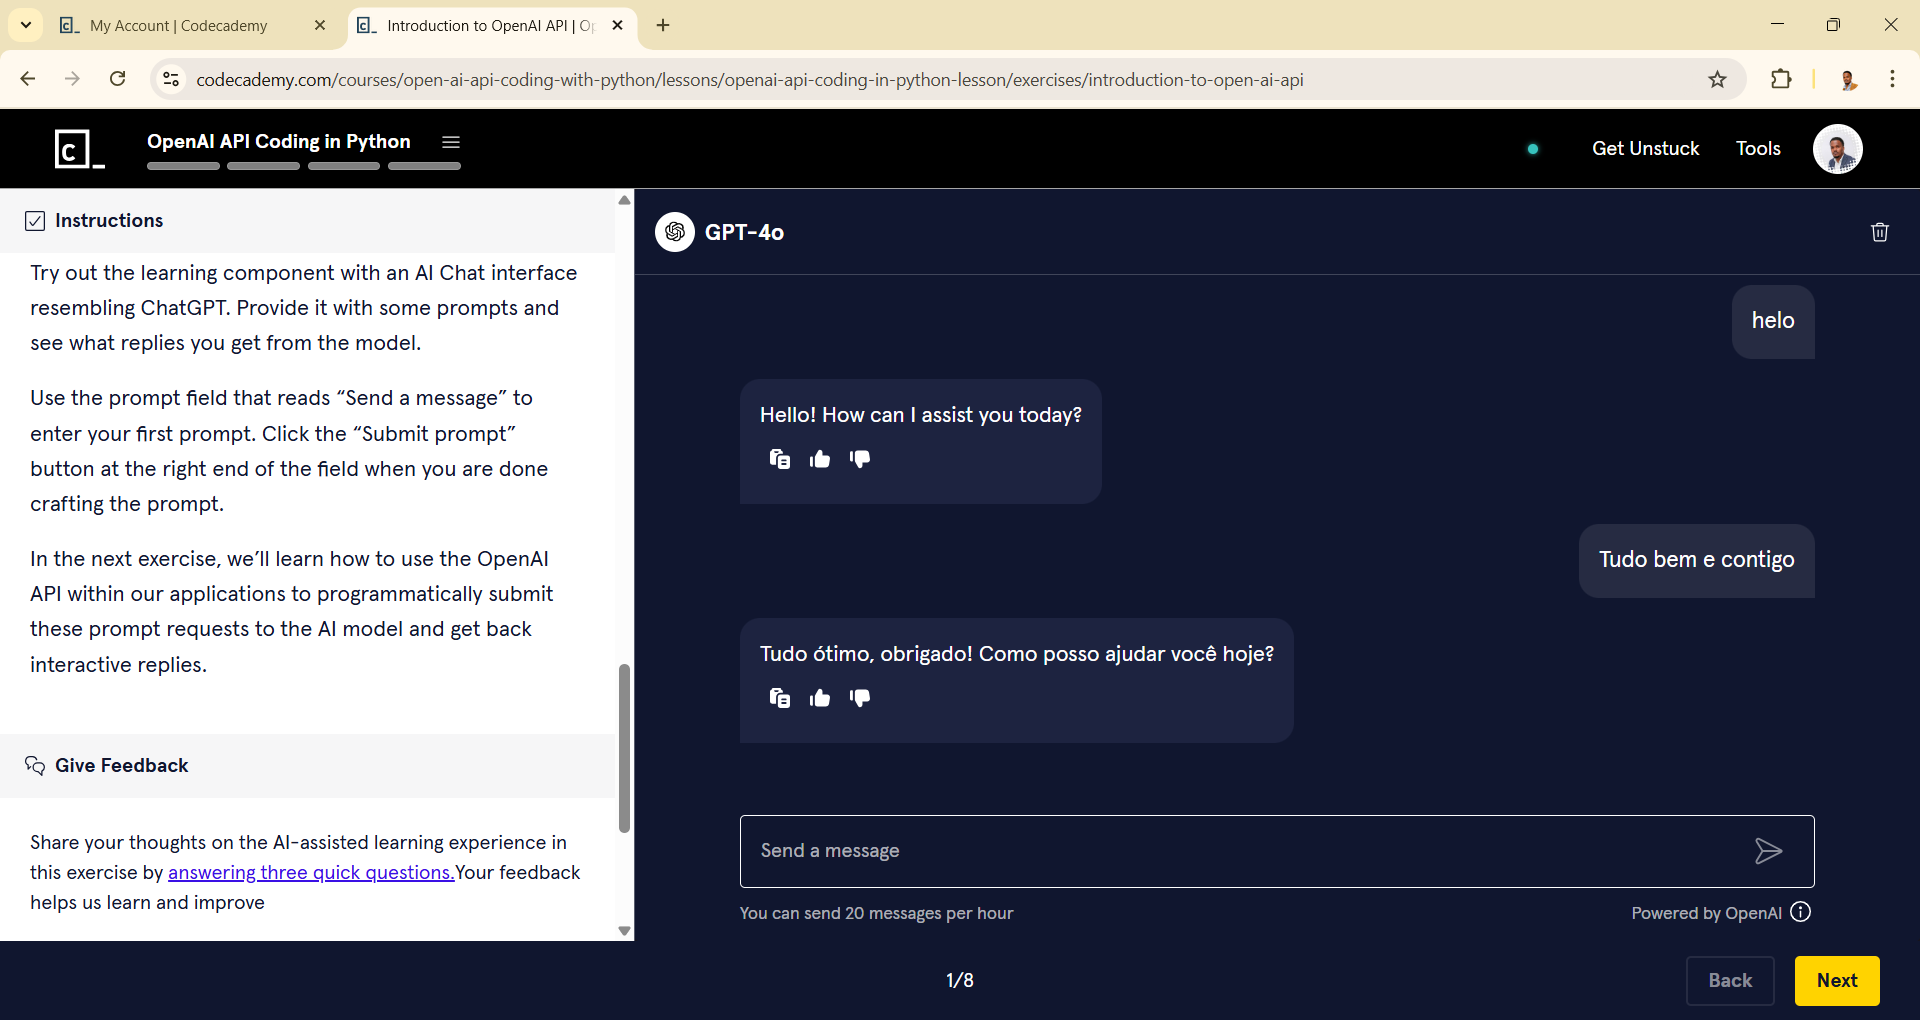 My Account | Codecademy
Introduction to OpenAI API | Op
codecademy.com/courses/open-ai-api-coding-with-python/lessons/openai-api-coding-in-python-lesson/exercises/introduction-to-open-ai-api
OpenAI API Coding in Python
Get Unstuck
Tools
Instructions
Try out the learning component with an AI Chat interface
resembling ChatGPT. Provide it with some prompts and
see what replies you get from the model.
Use the prompt field that reads “Send a message” to
enter your first prompt. Click the “Submit prompt”
button at the right end of the field when you are done
crafting the prompt.
In the next exercise, we’ll learn how to use the OpenAI
API within our applications to programmatically submit
these prompt requests to the AI model and get back
interactive replies.
Give Feedback
Share your thoughts on the AI-assisted learning experience in
this exercise by answering three quick questions.Your feedback
helps us learn and improve
GPT-4o
helo
Hello! How can I assist you today?
Tudo bem e contigo
Tudo ótimo, obrigado! Como posso ajudar você hoje?
Send a message
You can send 20 messages per hour
Powered by OpenAI
1/8
Back
Next